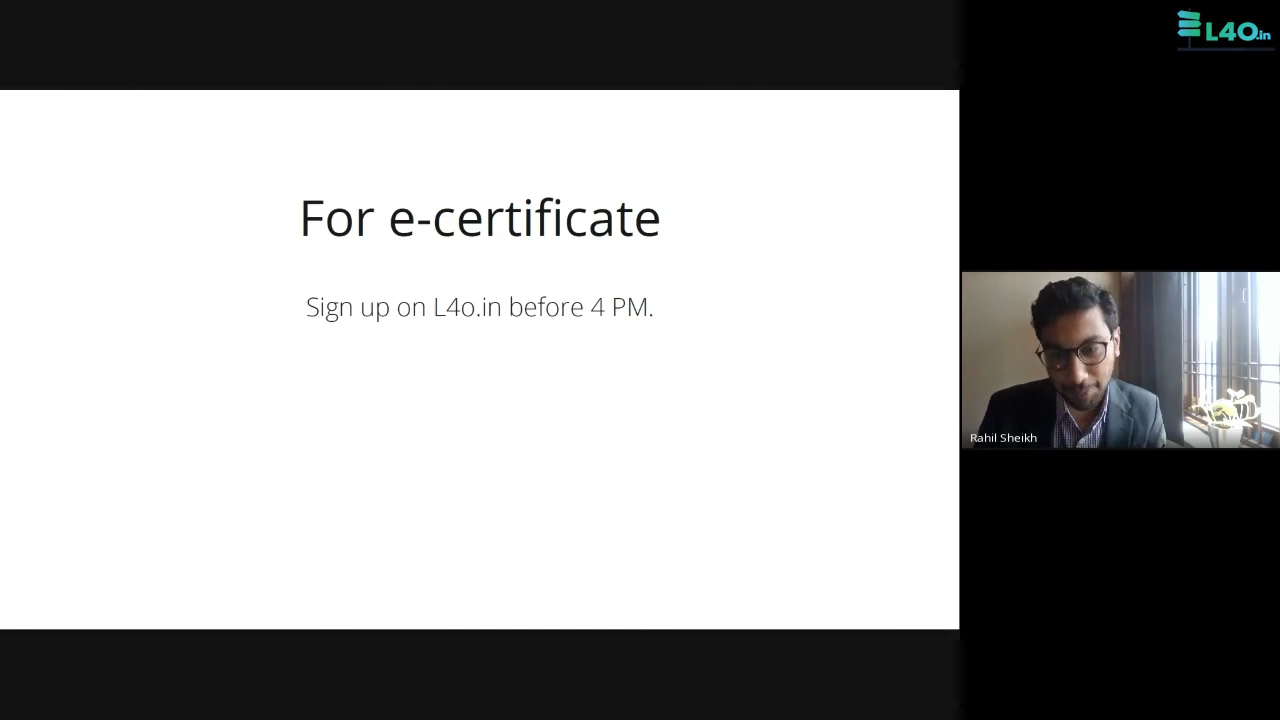 L4O.in
For e-certificate
Sign up on L4o.in before 4 PM.
Rahil Sheikh